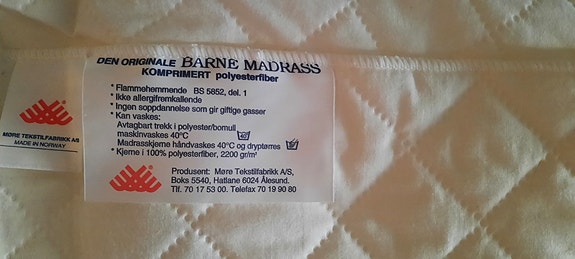 DEN ORIGINALE BARNE MADRASS
KOMPRIMERT polyesterfiber
* Flammehemmende BS 5852, del. 1
* Ikke allergifremkallende
* Ingen soppdannelse som gir giftige gasser
* Kan vaskes:
Avtagbart trekk i polyester/bomull
maskinvaskes 40°C 40
Madrasskjerne håndvaskes 40°C og dryptørres
* Kjerne i 100% polyesterfiber, 2200 gr/m²
Produsent: Møre Tekstilfabrikk A/S,
Boks 5540, Hatlane 6024 Ålesund.
Tlf. 70 17 53 00. Telefax 70 19 90 80
MØRE TEKSTILFABRIKK A/S
MADE IN NORWAY